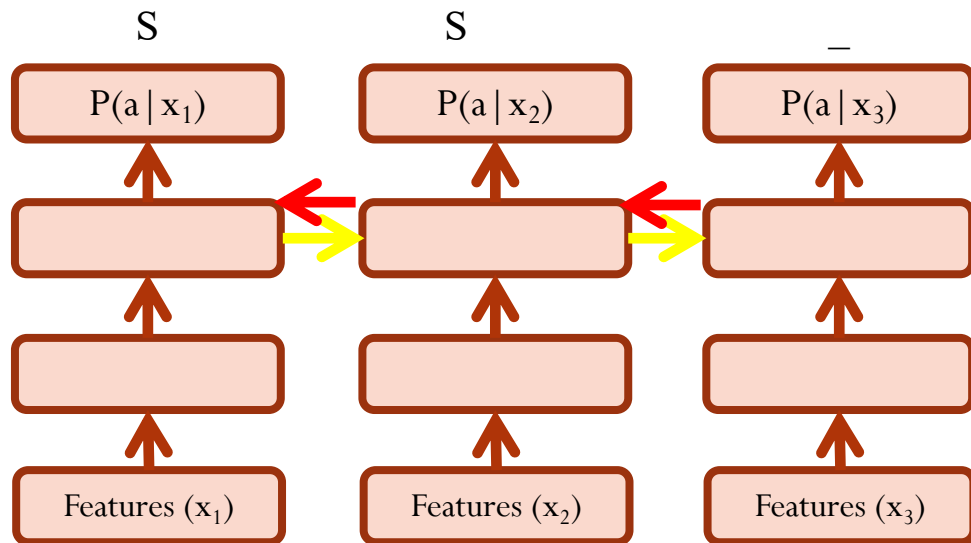 S S _
P(a | x₁) P(a | x₂) P(a | x₃)
Features (x₁) Features (x₂) Features (x₃)